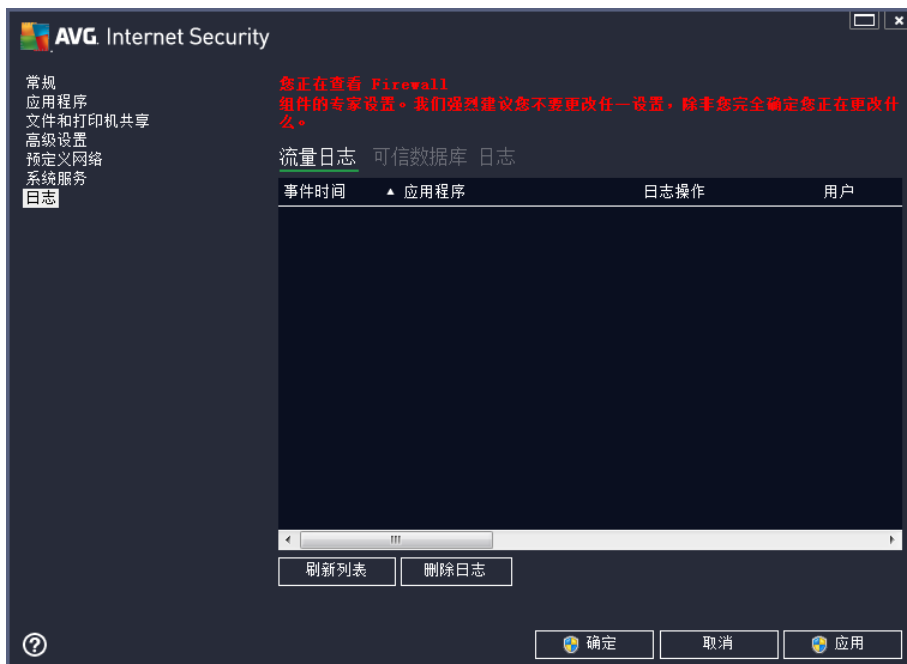 AVG. Internet Security
常规
应用程序
文件和打印机共享
高级设置
预定义网络
系统服务
日志
您正在查看 Firewall
组件的专家设置。我们强烈建议您不要更改任一设置，除非您完全确定您正在更改什
么。
流量日志 可信数据库 日志
事件时间 ▲ 应用程序 日志操作 用户
刷新列表 删除日志
确定 取消 应用